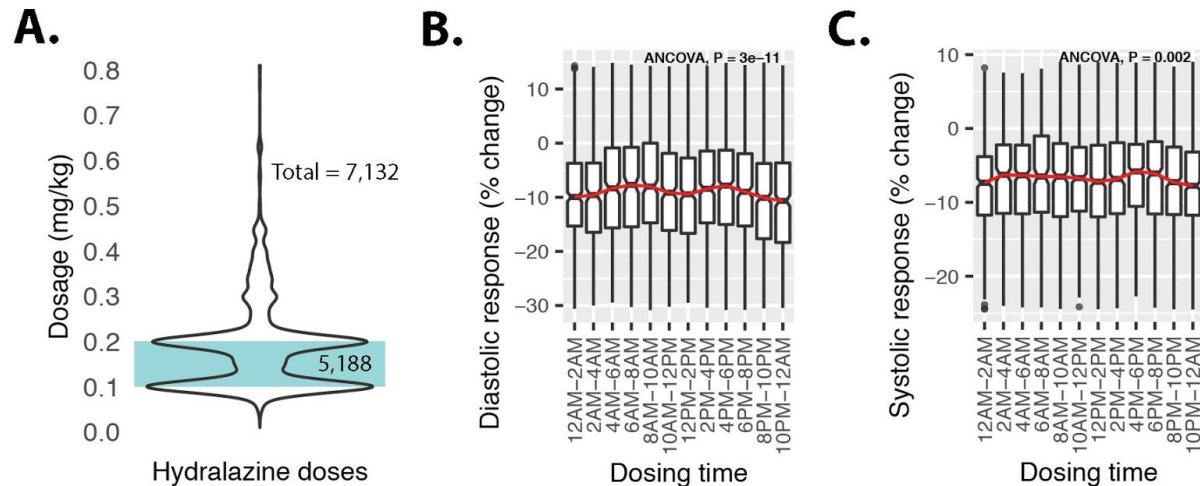 A.
Dosage (mg/kg)
0.8
0.7
0.6
0.5
0.4
0.3
0.2
0.1
0.0
Total = 7,132
5,188
Hydralazine doses
B.
Diastolic response (% change)
ANCOVA, P = 3e−11
10
0
−10
−20
−30
12AM−2AM
2AM−4AM
4AM−6AM
6AM−8AM
8AM−10AM
10AM−12PM
12PM−2PM
2PM−4PM
4PM−6PM
6PM−8PM
8PM−10PM
10PM−12AM
Dosing time
C.
Systolic response (% change)
ANCOVA, P = 0.002
10
0
−10
−20
12AM−2AM
2AM−4AM
4AM−6AM
6AM−8AM
8AM−10AM
10AM−12PM
12PM−2PM
2PM−4PM
4PM−6PM
6PM−8PM
8PM−10PM
10PM−12AM
Dosing time